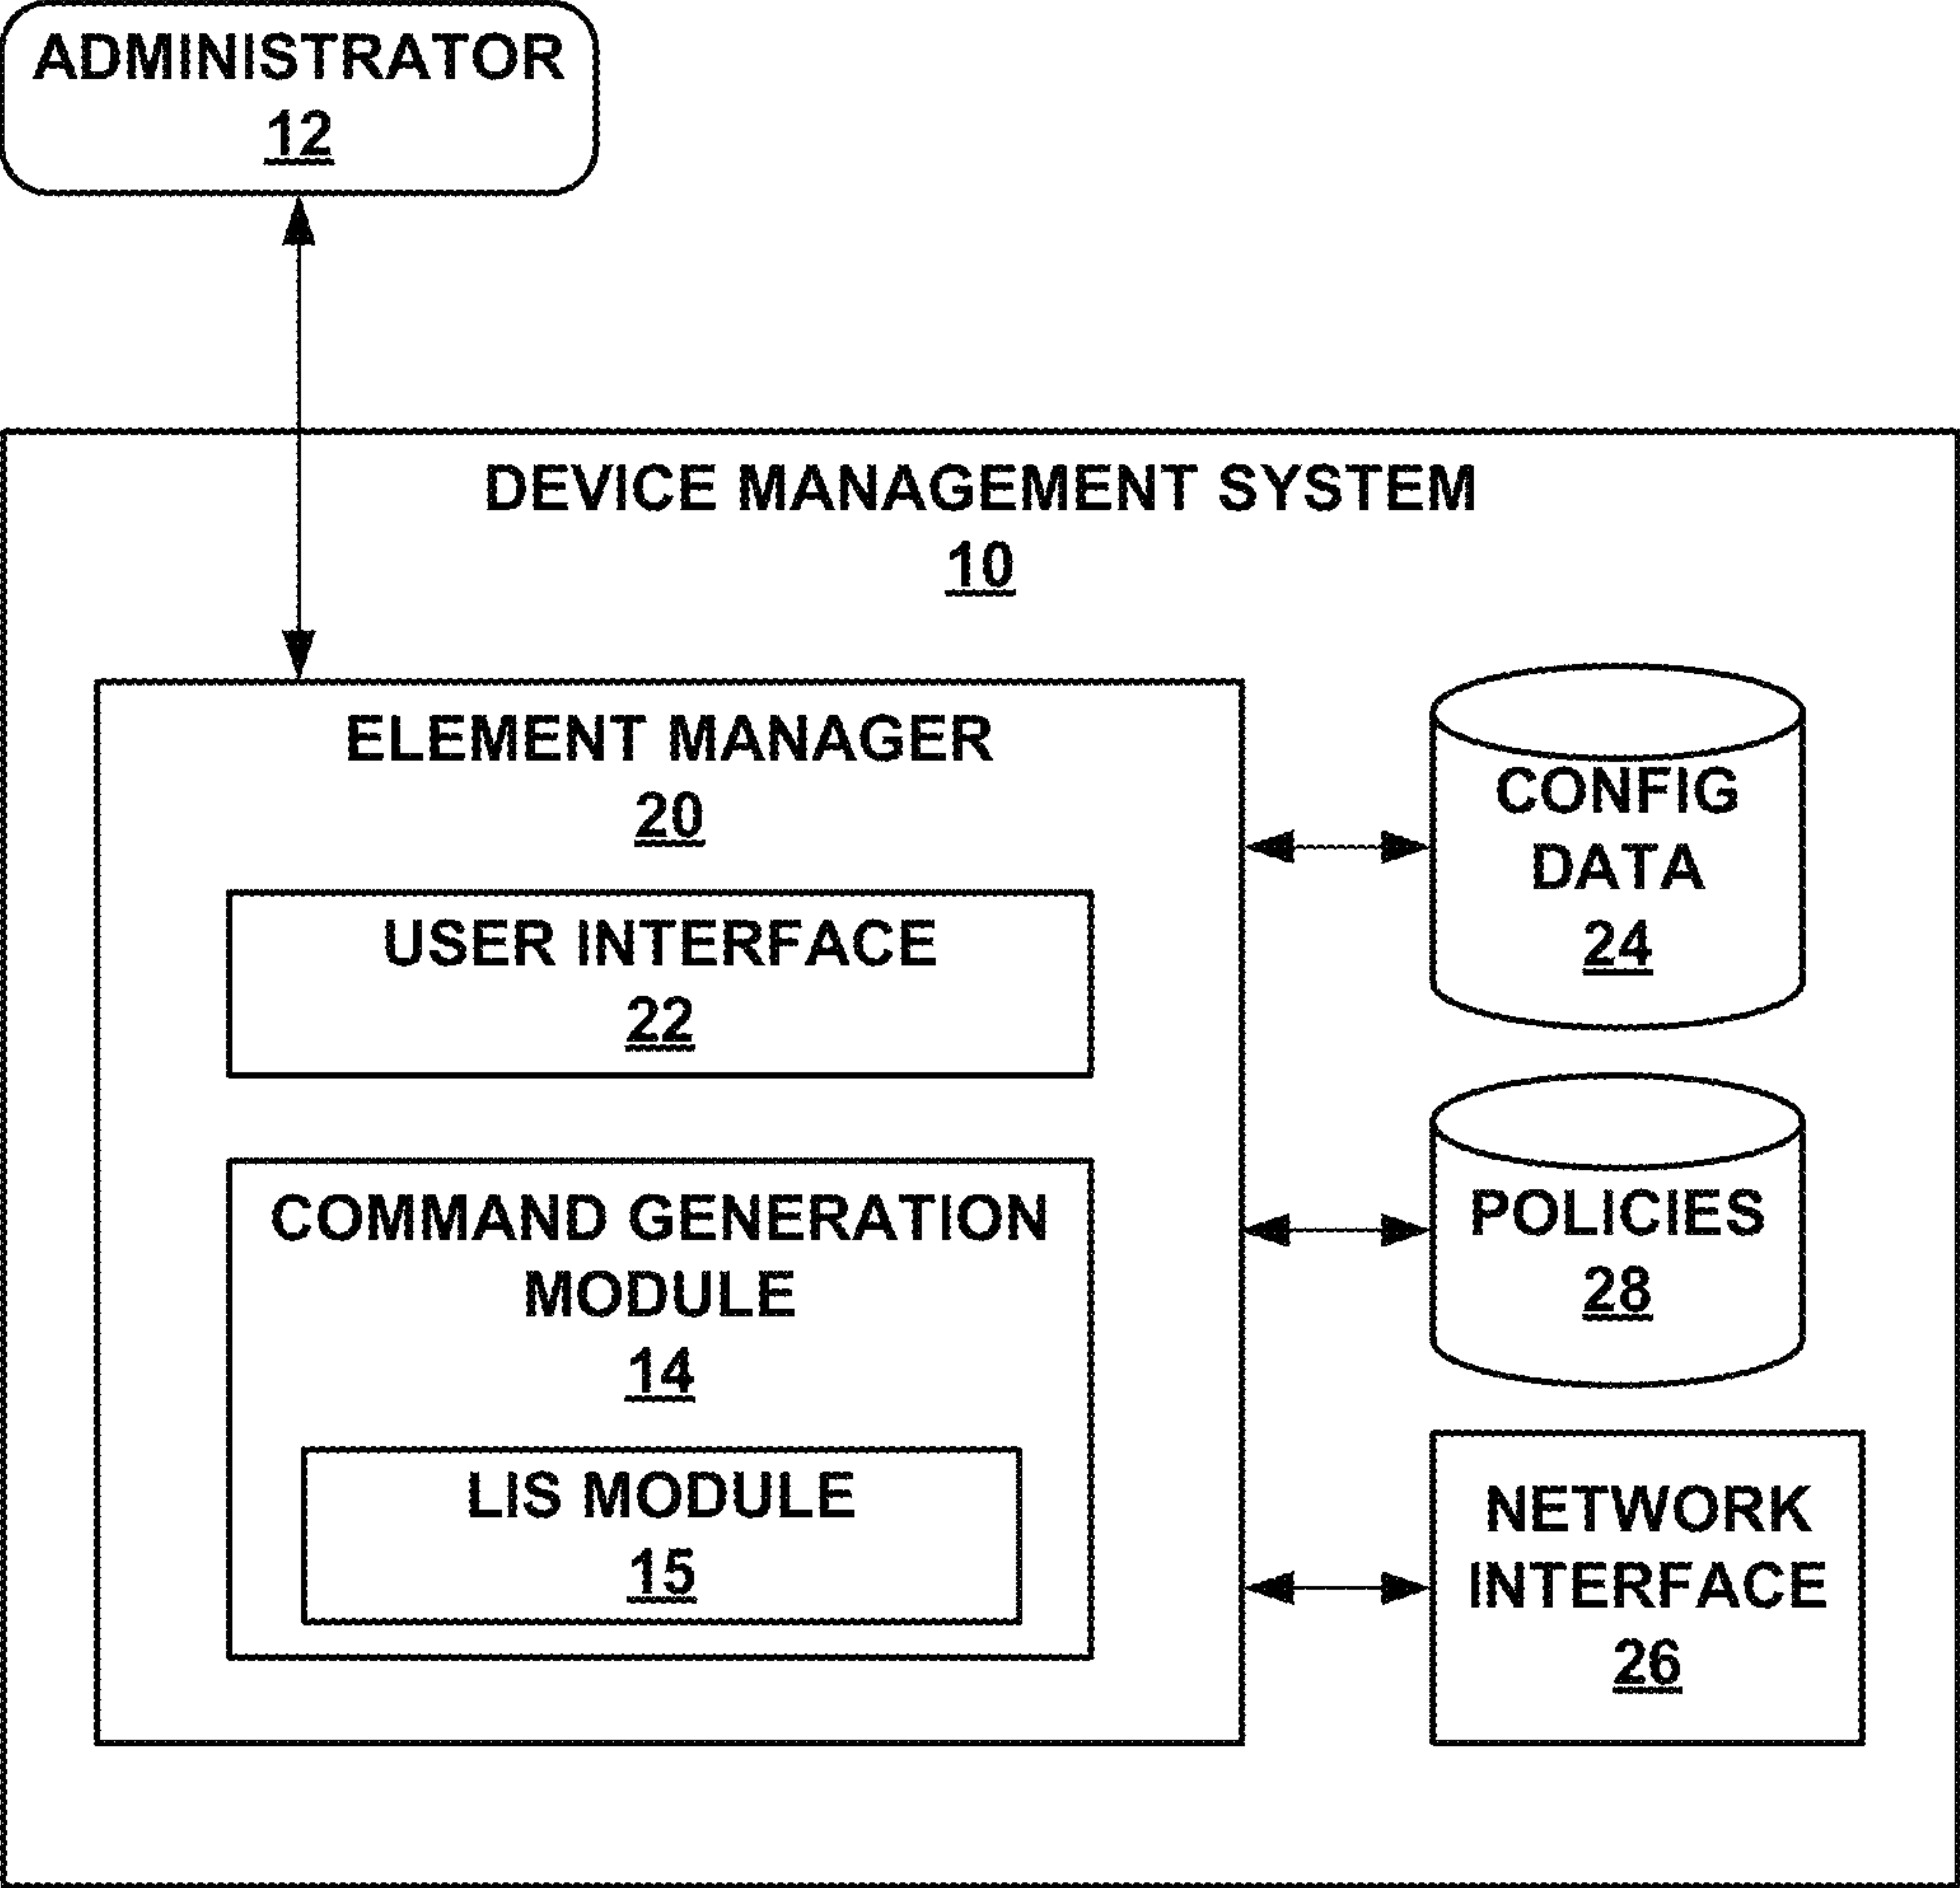 ADMINISTRATOR
12
DEVICE MANAGEMENT SYSTEM
10
ELEMENT MANAGER
20
USER INTERFACE
22
COMMAND GENERATION
MODULE
14
LIS MODULE
15
CONFIG
DATA
24
POLICIES
28
NETWORK
INTERFACE
26